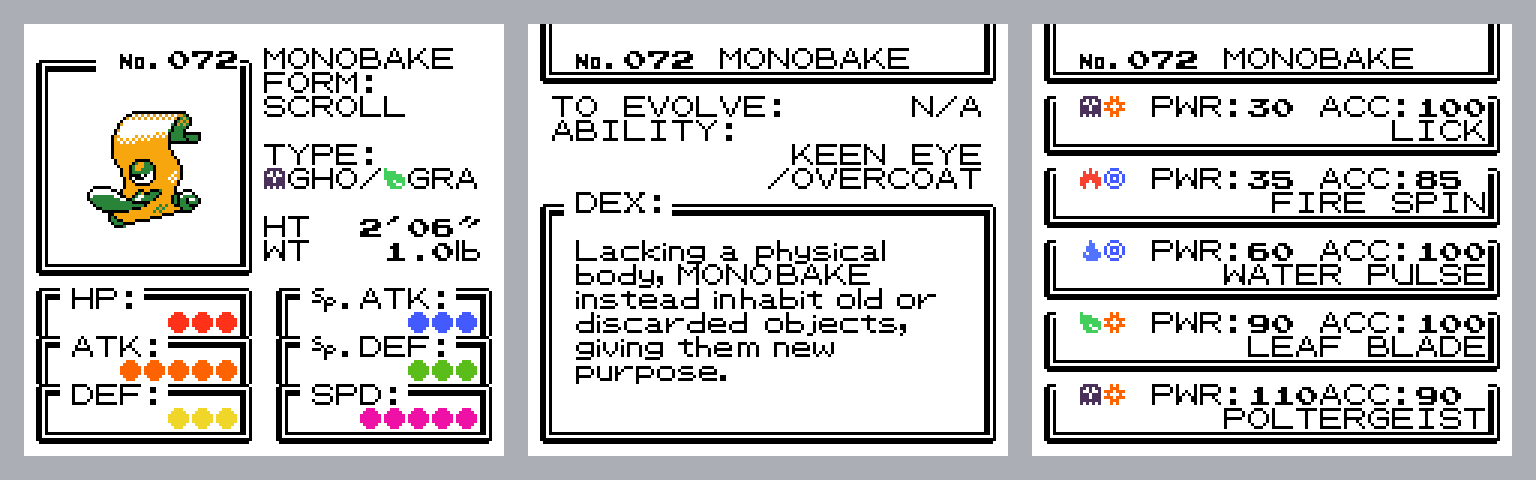 No. 072 MONOBAKE
FORM:
SCROLL
TYPE:
GHO/GRA
HT 2′06″
WT 1.0lb
HP:
Sp. ATK:
ATK:
Sp. DEF:
DEF:
SPD:
No. 072 MONOBAKE
TO EVOLVE: N/A
ABILITY:
KEEN EYE
/OVERCOAT
DEX:
Lacking a physical
body, MONOBAKE
instead inhabit old or
discarded objects,
giving them new
purpose.
No. 072 MONOBAKE
PWR:30 ACC:100
LICK
PWR:35 ACC:85
FIRE SPIN
PWR:60 ACC:100
WATER PULSE
PWR:90 ACC:100
LEAF BLADE
PWR:110 ACC:90
POLTERGEIST